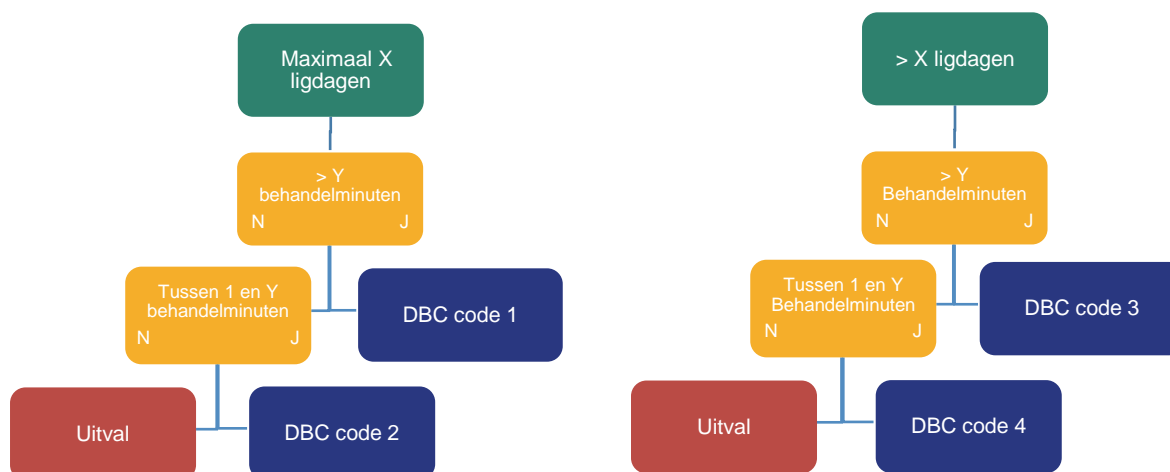 Maximaal X
ligdagen
> Y
behandelminuten
N J
Tussen 1 en Y
behandelminuten
N J
DBC code 1
Uitval
DBC code 2
> X ligdagen
> Y
Behandelminuten
N J
Tussen 1 en Y
Behandelminuten
N J
DBC code 3
Uitval
DBC code 4